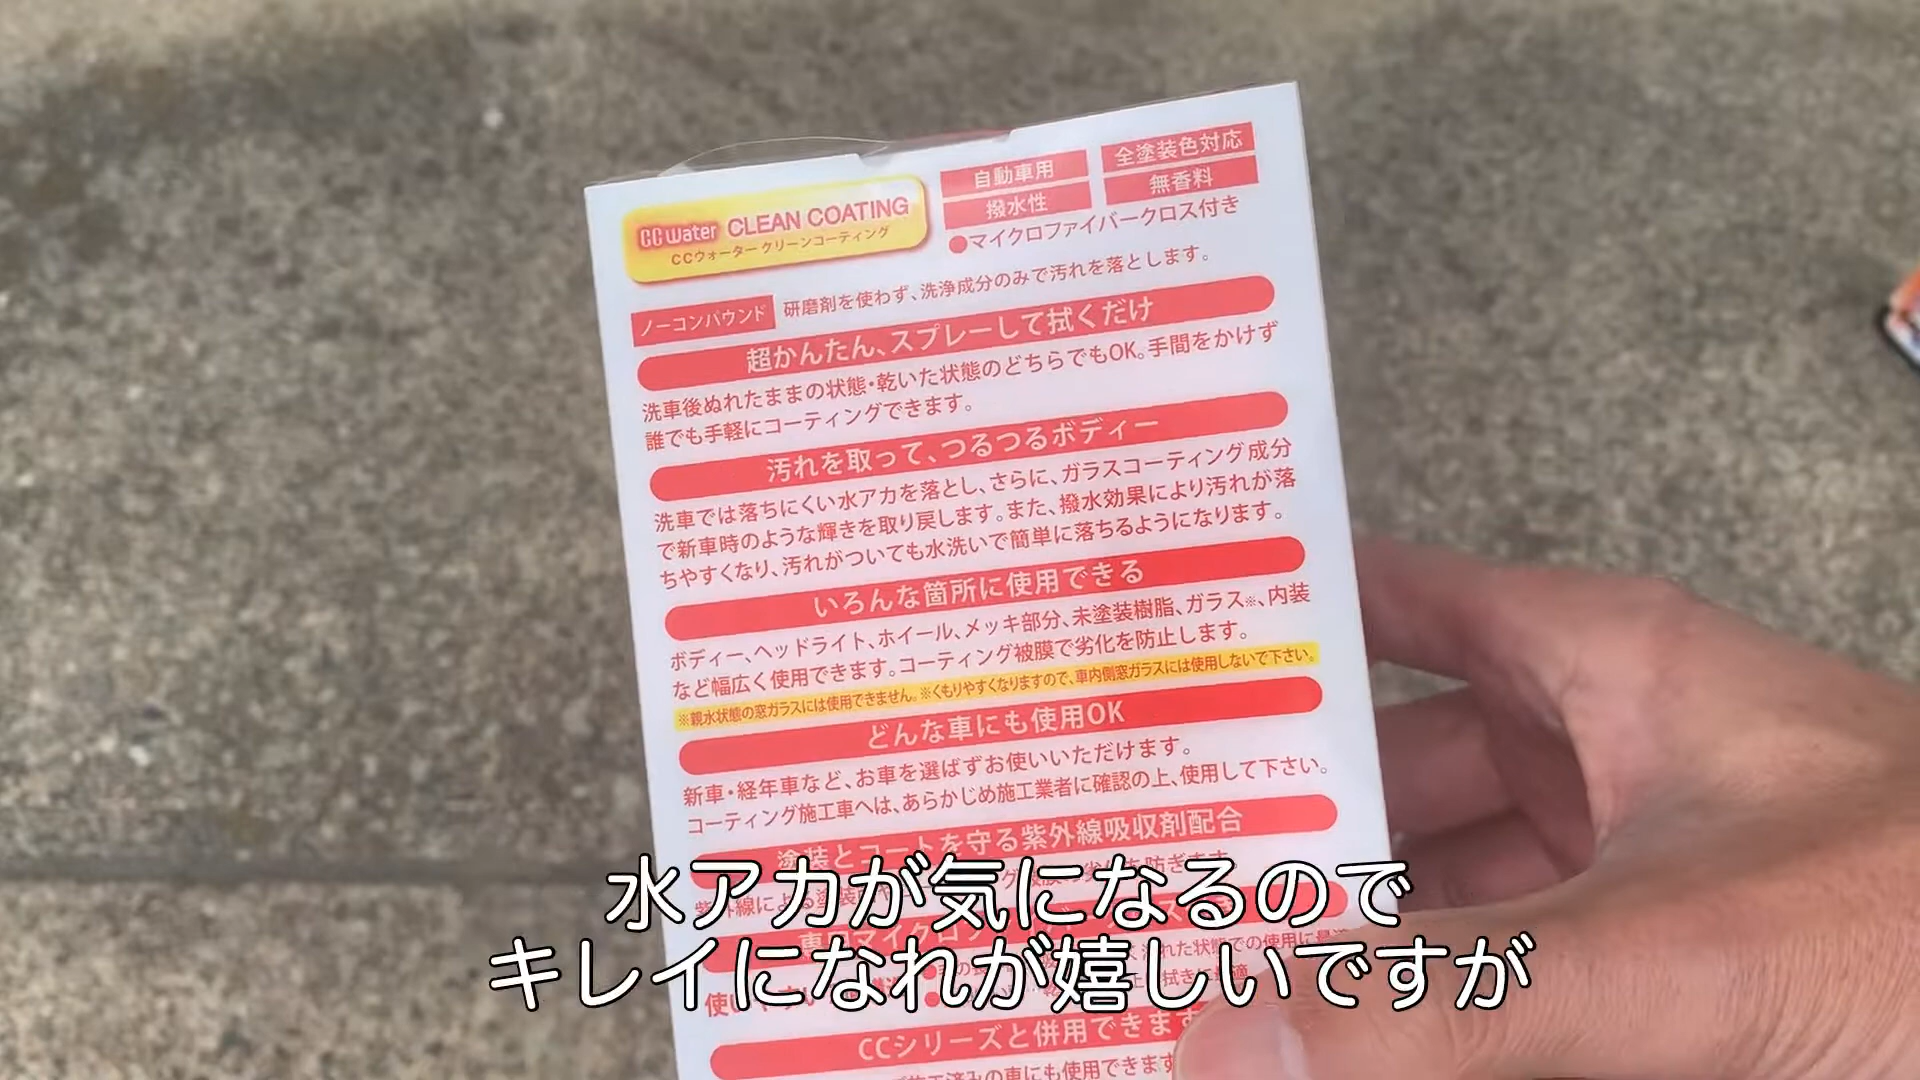 CC water CLEAN COATING
CCウォータークリーンコーティング
自動車用
全塗装色対応
撥水性
無香料
●マイクロファイバークロス付き
ノーコンパウンド
研磨剤を使わず、洗浄成分のみで汚れを落とします。
超かんたん、スプレーして拭くだけ
洗車後ぬれたままの状態・乾いた状態のどちらでもOK。手間をかけず
誰でも手軽にコーティングできます。
汚れを取って、つるつるボディー
洗車では落ちにくい水アカを落とし、さらに、ガラスコーティング成分
で新車時のような輝きを取り戻します。また、撥水効果により汚れが落
ちやすくなり、汚れがついても水洗いで簡単に落ちるようになります。
いろんな箇所に使用できる
ボディー、ヘッドライト、ホイール、メッキ部分、未塗装樹脂、ガラス※、内装
など幅広く使用できます。コーティング被膜で劣化を防止します。
※親水状態の窓ガラスには使用できません。※くもりやすくなりますので、車内側窓ガラスには使用しないで下さい。
どんな車にも使用OK
新車・経年車など、お車を選ばずお使いいただけます。
コーティング施工車へは、あらかじめ施工業者に確認の上、使用して下さい。
塗装とコートを守る紫外線吸収剤配合
水アカが気になるので
キレイになれが嬉しいですが
CCシリーズと併用できます